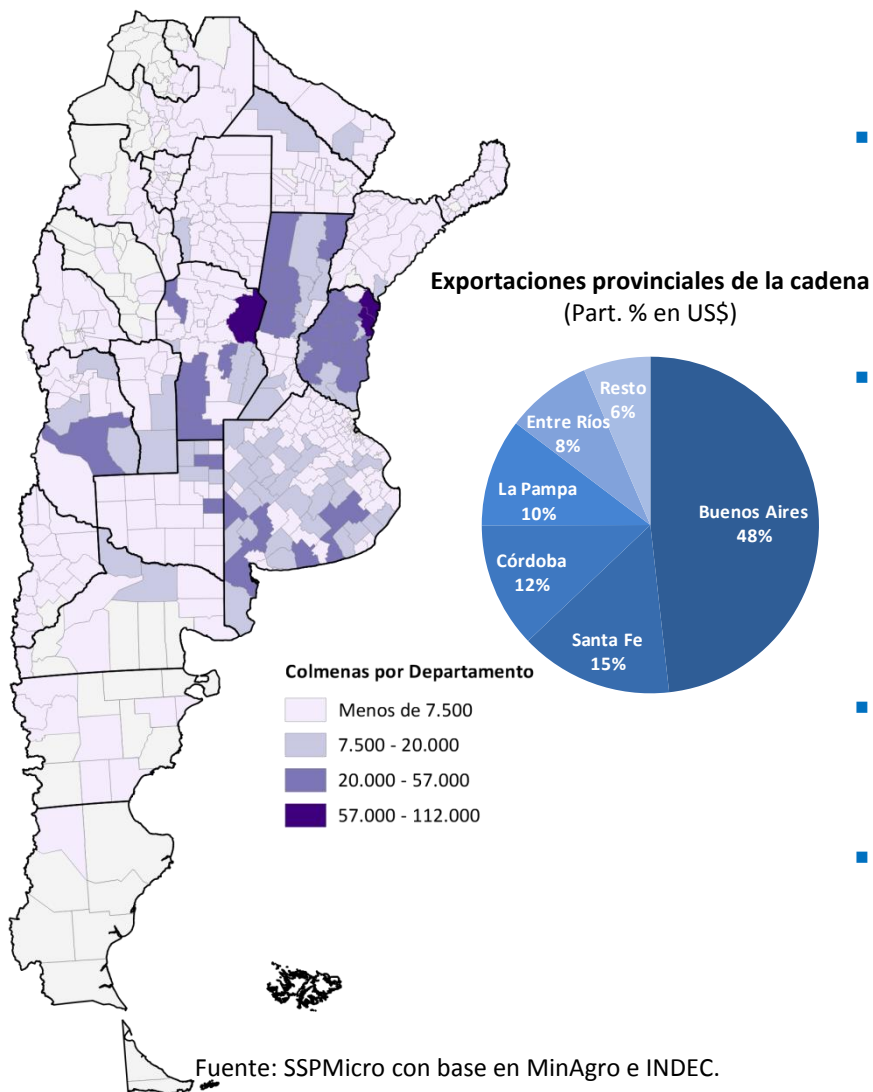 Exportaciones provinciales de la cadena
(Part. % en US$)
Resto
6%
Entre Ríos
8%
La Pampa
10%
Buenos Aires
48%
Córdoba
12%
Santa Fe
15%
Colmenas por Departamento
Menos de 7.500
7.500 - 20.000
20.000 - 57.000
57.000 - 112.000
Fuente: SSPMicro con base en MinAgro e INDEC.